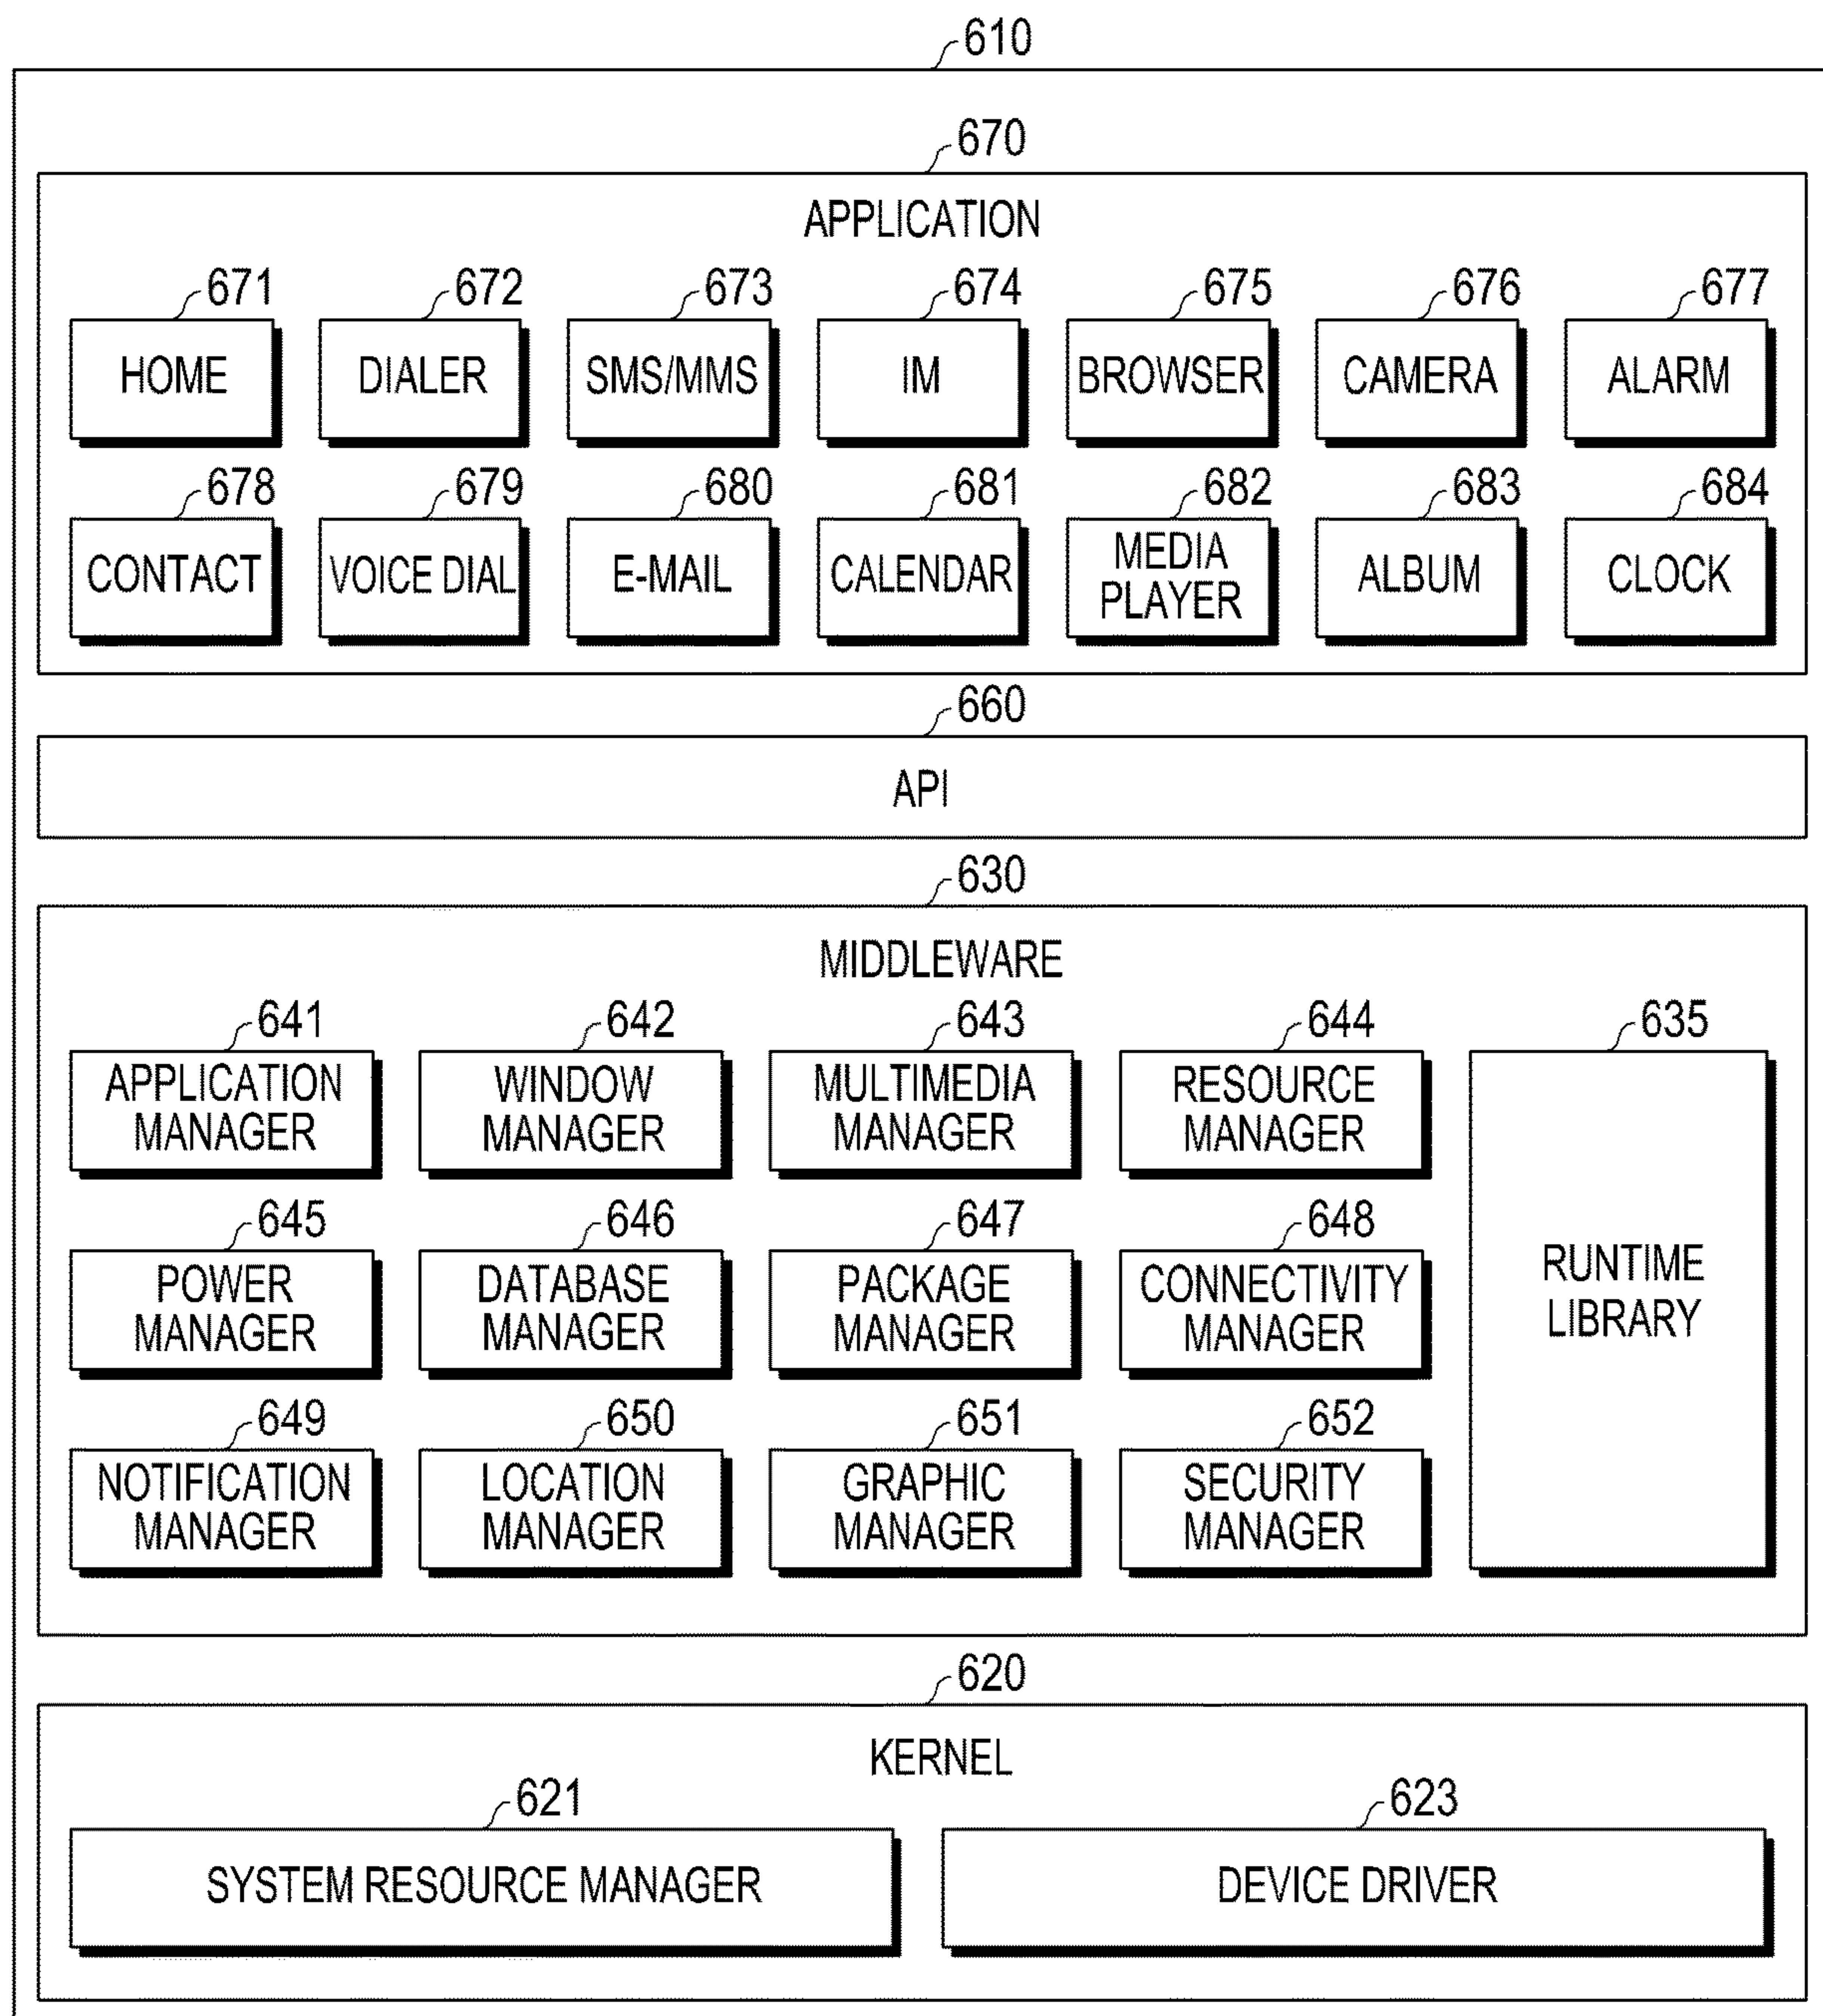 610
670
APPLICATION
671 672 673 674 675 676 677
HOME DIALER SMS/MMS IM BROWSER CAMERA ALARM
678 679 680 681 682 683 684
CONTACT VOICE DIAL E-MAIL CALENDAR MEDIA PLAYER ALBUM CLOCK
660
API
630
MIDDLEWARE
641 642 643 644 635
APPLICATION MANAGER WINDOW MANAGER MULTIMEDIA MANAGER RESOURCE MANAGER
645 646 647 648
POWER MANAGER DATABASE MANAGER PACKAGE MANAGER CONNECTIVITY MANAGER RUNTIME LIBRARY
649 650 651 652
NOTIFICATION MANAGER LOCATION MANAGER GRAPHIC MANAGER SECURITY MANAGER
620
KERNEL
621 623
SYSTEM RESOURCE MANAGER DEVICE DRIVER